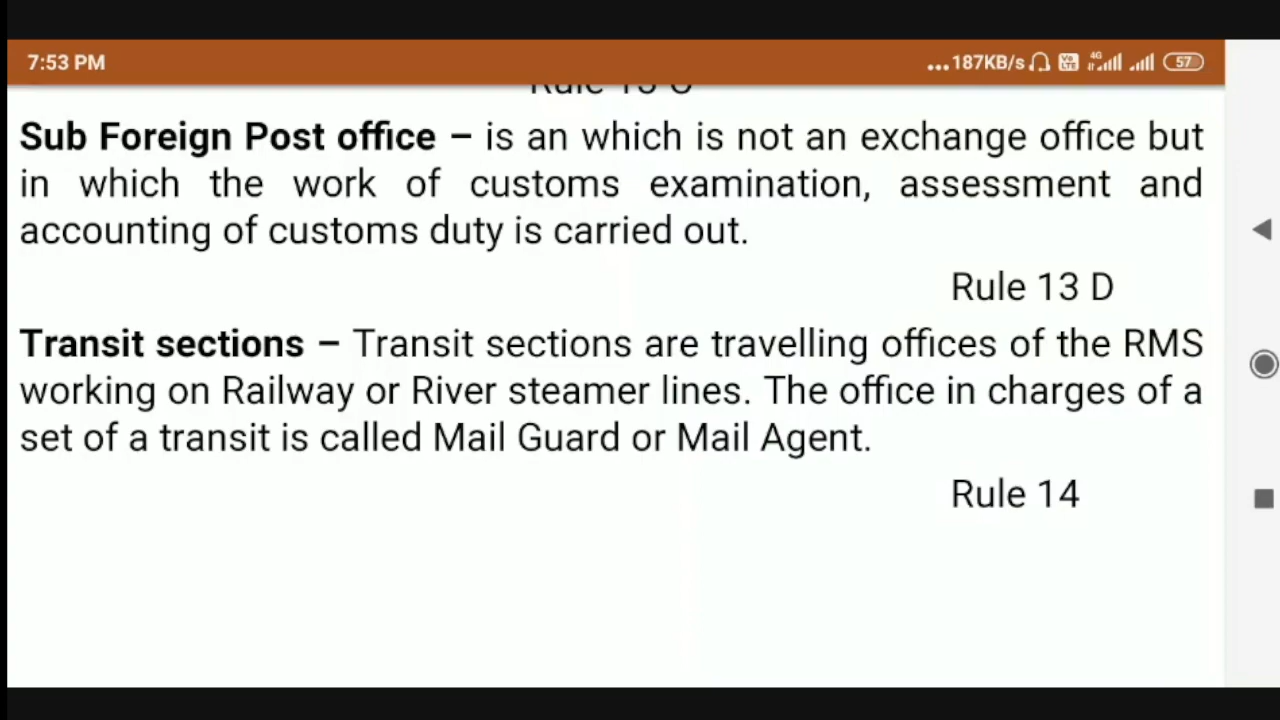 7:53 PM
...187KB/s 4G 57
Sub Foreign Post office – is an which is not an exchange office but
in which the work of customs examination, assessment and
accounting of customs duty is carried out.
Rule 13 D
Transit sections – Transit sections are travelling offices of the RMS
working on Railway or River steamer lines. The office in charges of a
set of a transit is called Mail Guard or Mail Agent.
Rule 14